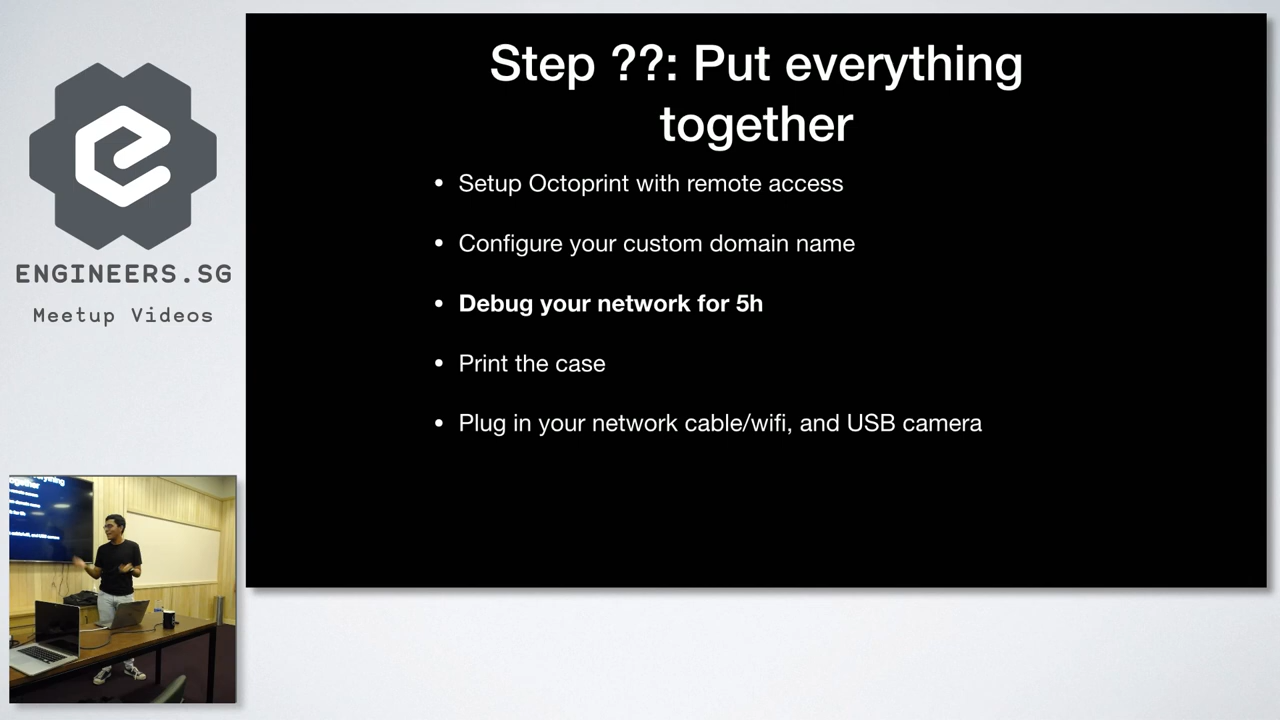 Step ??: Put everything
together
• Setup Octoprint with remote access
• Configure your custom domain name
• Debug your network for 5h
• Print the case
• Plug in your network cable/wifi, and USB camera
ENGINEERS.SG
Meetup Videos